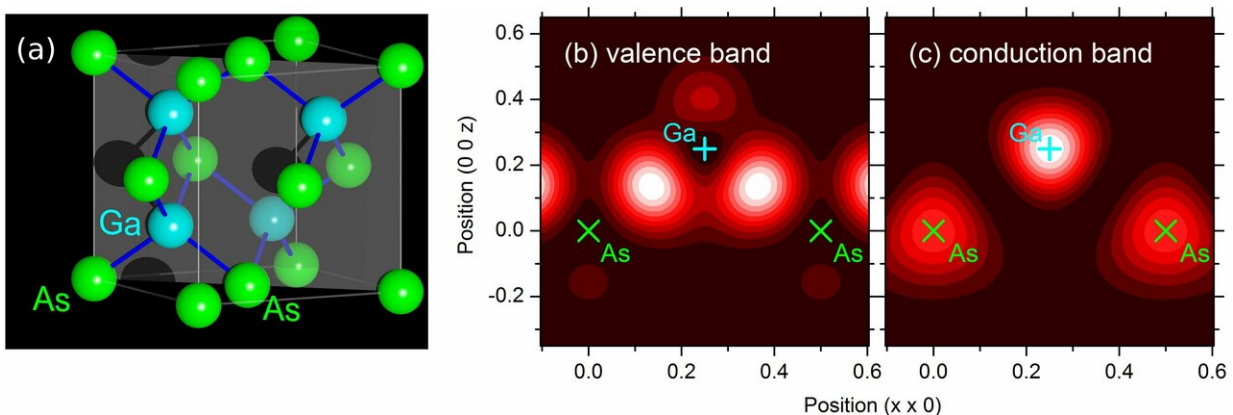 (a)
Ga
As
As
(b) valence band
Ga
As
As
0.6
0.4
0.2
0.0
-0.2
Position (0 0 z)
0.0
0.2
0.4
0.6
(c) conduction band
Ga
As
As
0.0
0.2
0.4
0.6
Position (x x 0)